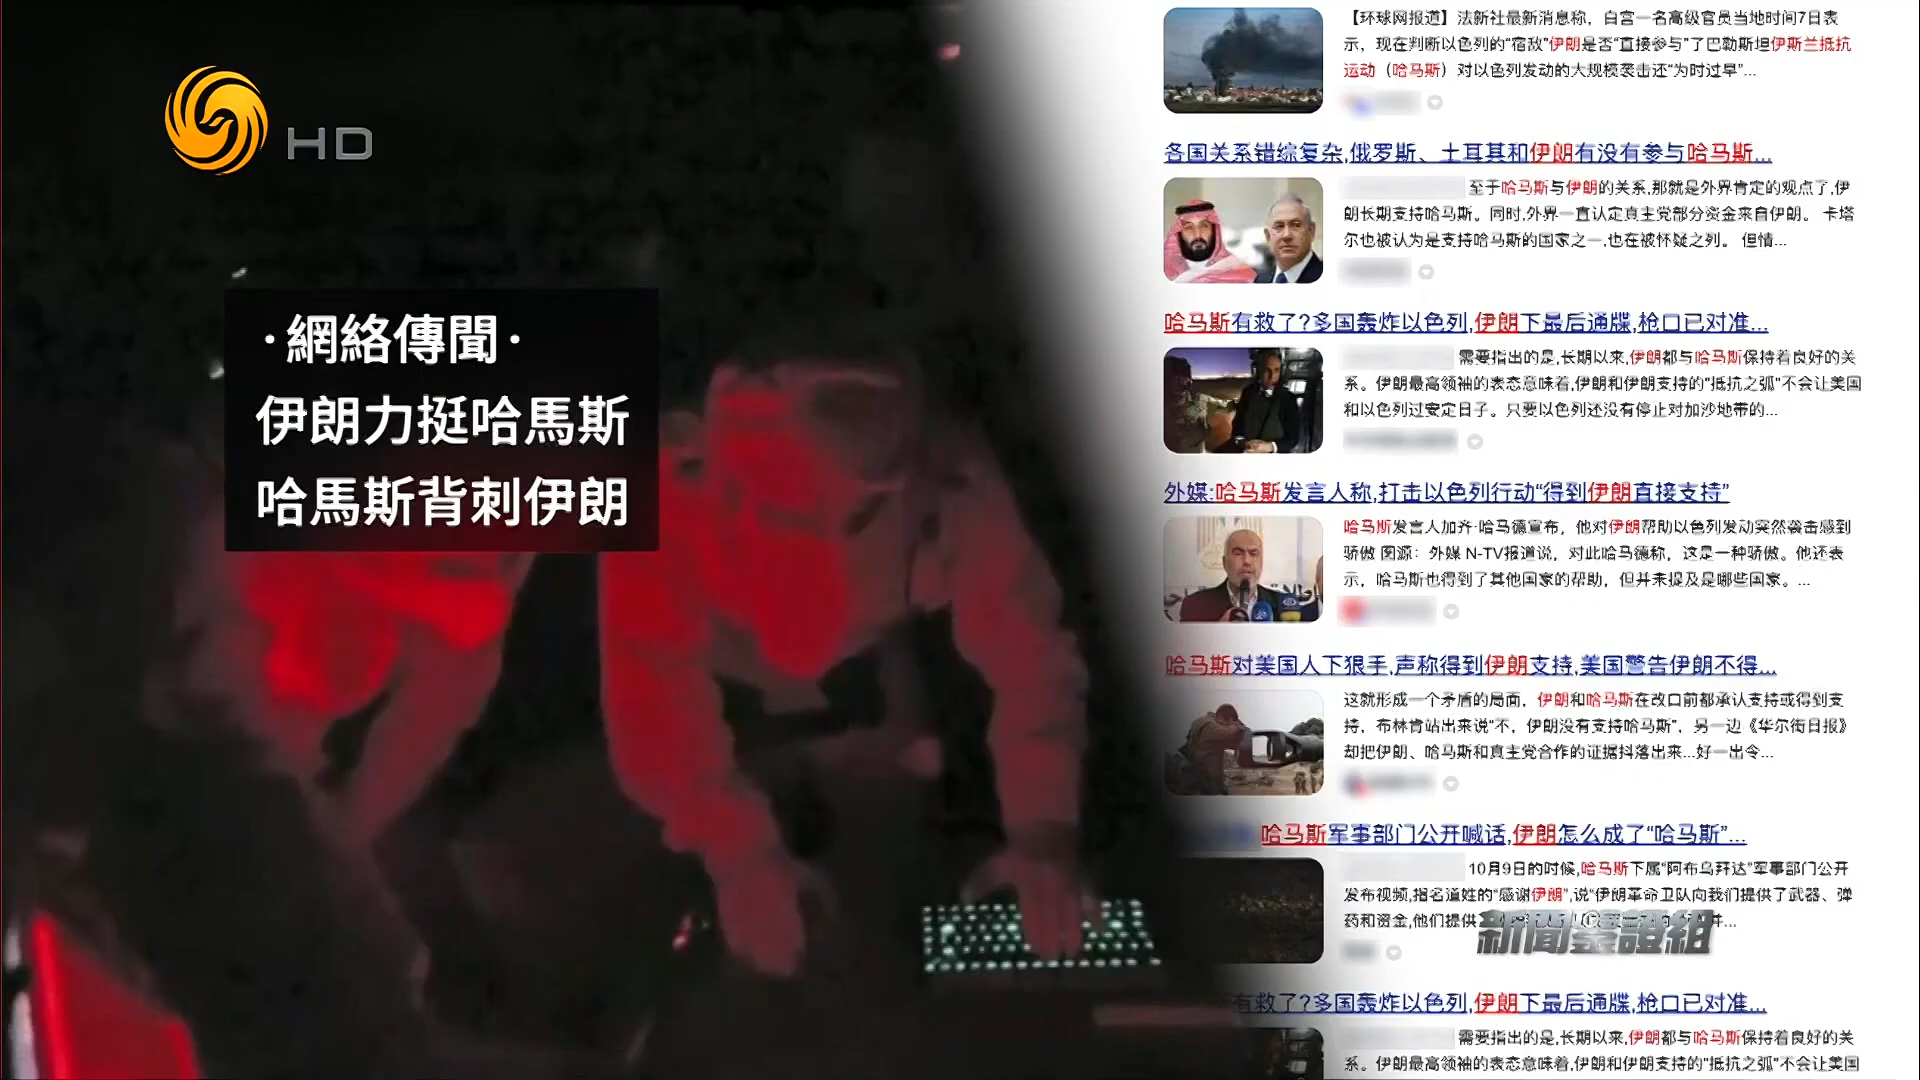 HD
·網絡傳聞·
伊朗力挺哈馬斯
哈馬斯背刺伊朗
【环球网报道】法新社最新消息称，白宫一名高级官员当地时间7日表
示，现在判断以色列的“宿敌”伊朗是否“直接参与”了巴勒斯坦伊斯兰抵抗
运动（哈马斯）对以色列发动的大规模袭击还“为时过早”...
各国关系错综复杂,俄罗斯、土耳其和伊朗有没有参与哈马斯...
至于哈马斯与伊朗的关系,那就是外界肯定的观点了,伊
朗长期支持哈马斯。同时,外界一直认定真主党部分资金来自伊朗。 卡塔
尔也被认为是支持哈马斯的国家之一,也在被怀疑之列。 但情...
哈马斯有救了?多国轰炸以色列,伊朗下最后通牒,枪口已对准...
需要指出的是,长期以来,伊朗都与哈马斯保持着良好的关
系。伊朗最高领袖的表态意味着,伊朗和伊朗支持的"抵抗之弧"不会让美国
和以色列过安定日子。只要以色列还没有停止对加沙地带的...
外媒:哈马斯发言人称,打击以色列行动“得到伊朗直接支持”
哈马斯发言人加齐·哈马德宣布，他对伊朗帮助以色列发动突然袭击感到
骄傲 图源：外媒 N-TV报道说，对此哈马德称，这是一种骄傲。他还表
示，哈马斯也得到了其他国家的帮助，但并未提及是哪些国家。...
哈马斯对美国人下狠手,声称得到伊朗支持,美国警告伊朗不得...
这就形成一个矛盾的局面，伊朗和哈马斯在改口前都承认支持或得到支
持，布林肯站出来说“不，伊朗没有支持哈马斯”，另一边《华尔街日报》
却把伊朗、哈马斯和真主党合作的证据抖落出来...好一出令...
哈马斯军事部门公开喊话,伊朗怎么成了“哈马斯”...
10月9日的时候,哈马斯下属“阿布乌拜达”军事部门公开
发布视频,指名道姓的“感谢伊朗”,说“伊朗革命卫队向我们提供了武器、弹
药和资金,他们提供
新聞鑒證組
有救了?多国轰炸以色列,伊朗下最后通牒,枪口已对准...
需要指出的是,长期以来,伊朗都与哈马斯保持着良好的关
系。伊朗最高领袖的表态意味着,伊朗和伊朗支持的"抵抗之弧"不会让美国